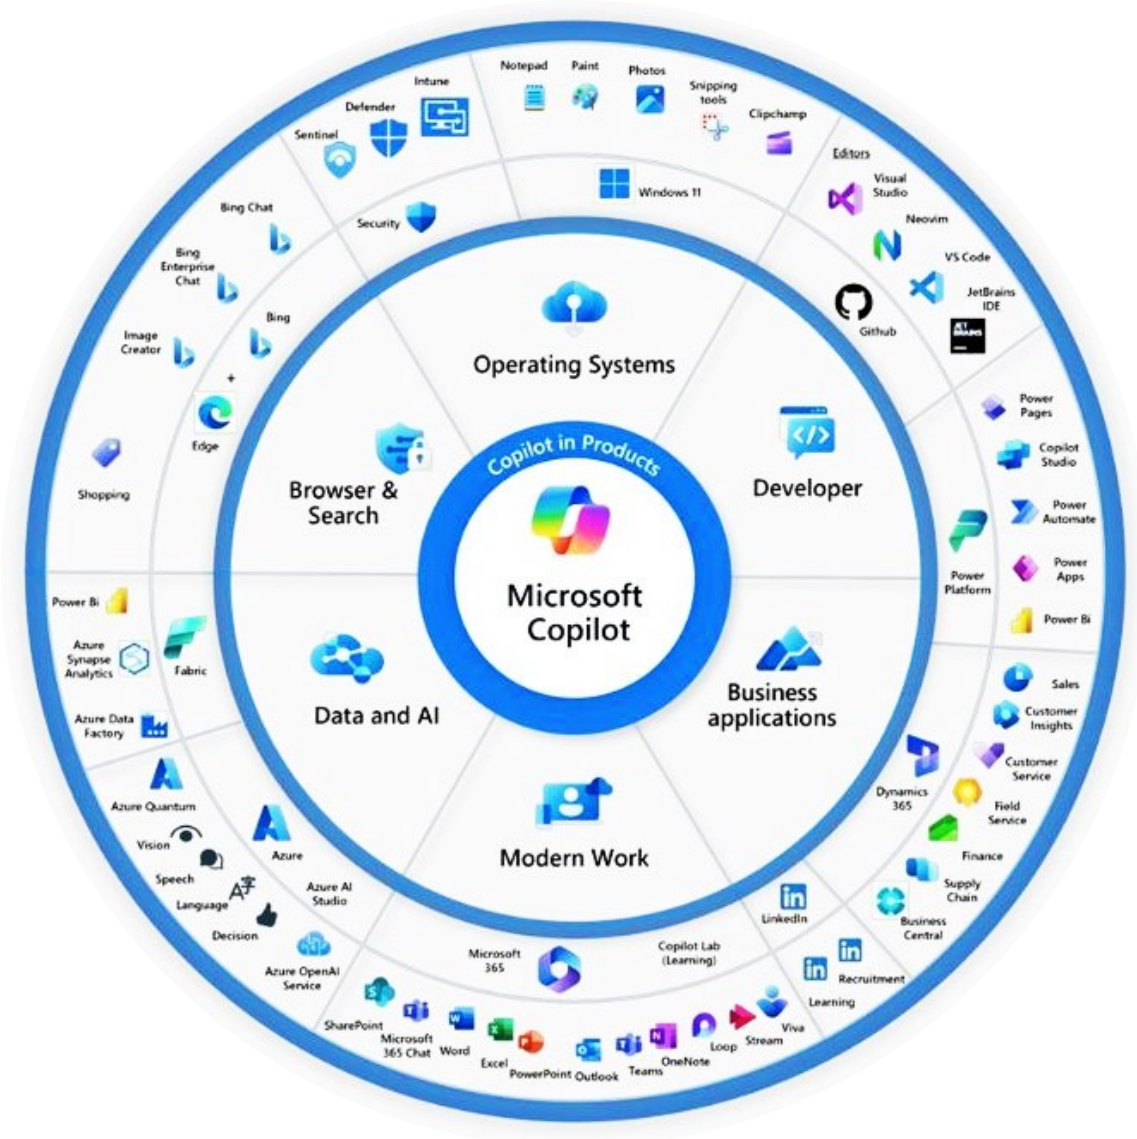 Copilot in Products
Microsoft
Copilot
Operating Systems
Developer
Business
applications
Modern Work
Data and AI
Browser &
Search
Windows 11
Notepad
Paint
Photos
Snipping
tools
Clipchamp
Github
Editors
Visual
Studio
Neovim
VS Code
JetBrains
IDE
JET
BRAINS
Power
Platform
Power
Pages
Copilot
Studio
Power
Automate
Power
Apps
Power Bi
Dynamics
365
Sales
Customer
Insights
Customer
Service
Field
Service
Finance
Supply
Chain
Business
Central
LinkedIn
Recruitment
Learning
Microsoft
365
Copilot Lab
(Learning)
SharePoint
Microsoft
365 Chat
Word
Excel
PowerPoint
Outlook
Teams
OneNote
Loop
Stream
Viva
Azure
Azure AI
Studio
Azure Quantum
Vision
Speech
Language
Decision
Azure OpenAI
Service
Fabric
Power Bi
Azure
Synapse
Analytics
Azure Data
Factory
Bing
+
Edge
Bing Chat
Bing
Enterprise
Chat
Image
Creator
Shopping
Security
Sentinel
Defender
Intune